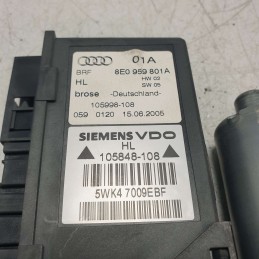 01A
BRF 8E0 959 801A
HL HW 03
SW 05
brose -Deutschland-
105998-108
059 0120 15.06.2005
SIEMENS VDO
HL
105848-108
5WK4 7009EBF